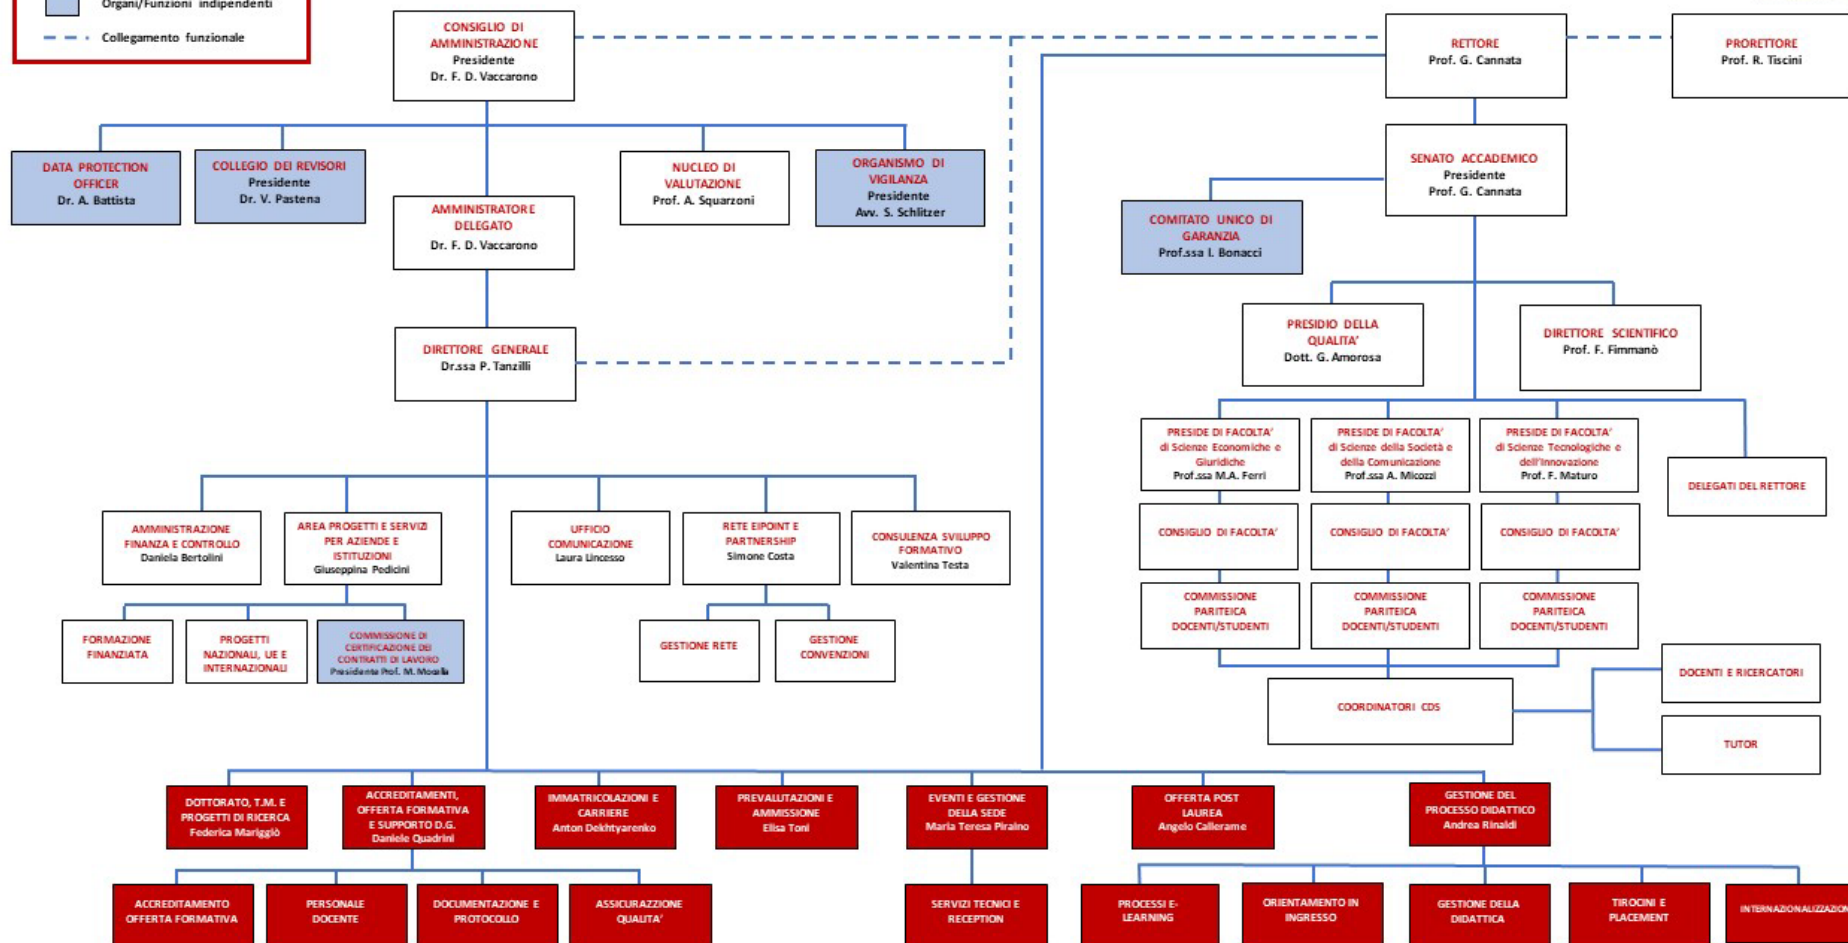 Organi/Funzioni indipendenti
Collegamento funzionale
CONSIGLIO DI
AMMINISTRAZIONE
Presidente
Dr. F. D. Vaccarono
RETTORE
Prof. G. Cannata
PRORETTORE
Prof. R. Tiscini
DATA PROTECTION
OFFICER
Dr. A. Battista
COLLEGIO DEI REVISORI
Presidente
Dr. V. Pastena
NUCLEO DI
VALUTAZIONE
Prof. A. Squarzoni
ORGANISMO DI
VIGILANZA
Presidente
Avv. S. Schlitzer
SENATO ACCADEMICO
Presidente
Prof. G. Cannata
AMMINISTRATORE
DELEGATO
Dr. F. D. Vaccarono
COMITATO UNICO DI
GARANZIA
Prof.ssa I. Bonacci
DIRETTORE GENERALE
Dr.ssa P. Tanzilli
PRESIDIO DELLA
QUALITA'
Dott. G. Amorosa
DIRETTORE SCIENTIFICO
Prof. F. Fimmanò
PRESIDE DI FACOLTA'
di Scienze Economiche e
Giuridiche
Prof.ssa M.A. Ferri
PRESIDE DI FACOLTA'
di Scienze della Società e
della Comunicazione
Prof.ssa A. Micozzi
PRESIDE DI FACOLTA'
di Scienze Tecnologiche e
dell'Innovazione
Prof. F. Maturo
DELEGATI DEL RETTORE
AMMINISTRAZIONE
FINANZA E CONTROLLO
Daniela Bertolini
AREA PROGETTI E SERVIZI
PER AZIENDE E
ISTITUZIONI
Giuseppina Pedicini
UFFICIO
COMUNICAZIONE
Laura Lincesso
RETE EIPOINT E
PARTNERSHIP
Simone Costa
CONSULENZA SVILUPPO
FORMATIVO
Valentina Testa
CONSIGLIO DI FACOLTA'
CONSIGLIO DI FACOLTA'
CONSIGLIO DI FACOLTA'
COMMISSIONE
PARITEICA
DOCENTI/STUDENTI
COMMISSIONE
PARITEICA
DOCENTI/STUDENTI
COMMISSIONE
PARITEICA
DOCENTI/STUDENTI
FORMAZIONE
FINANZIATA
PROGETTI
NAZIONALI, UE E
INTERNAZIONALI
COMMISSIONE DI
CERTIFICAZIONE DEI
CONTRATTI DI LAVORO
Presidente Prof. M. Mocella
GESTIONE RETE
GESTIONE
CONVENZIONI
COORDINATORI CDS
DOCENTI E RICERCATORI
TUTOR
DOTTORATO, T.M. E
PROGETTI DI RICERCA
Federica Mariggiò
ACCREDITAMENTI,
OFFERTA FORMATIVA
E SUPPORTO D.G.
Daniele Quadrini
IMMATRICOLAZIONI E
CARRIERE
Anton Dekhtyarenko
PREVALUTAZIONI E
AMMISSIONE
Elisa Toni
EVENTI E GESTIONE
DELLA SEDE
Maria Teresa Piraino
OFFERTA POST
LAUREA
Angelo Callerame
GESTIONE DEL
PROCESSO DIDATTICO
Andrea Rinaldi
ACCREDITAMENTO
OFFERTA FORMATIVA
PERSONALE
DOCENTE
DOCUMENTAZIONE E
PROTOCOLLO
ASSICURAZZIONE
QUALITA'
SERVIZI TECNICI E
RECEPTION
PROCESSI E-
LEARNING
ORIENTAMENTO IN
INGRESSO
GESTIONE DELLA
DIDATTICA
TIROCINI E
PLACEMENT
INTERNAZIONALIZZAZION